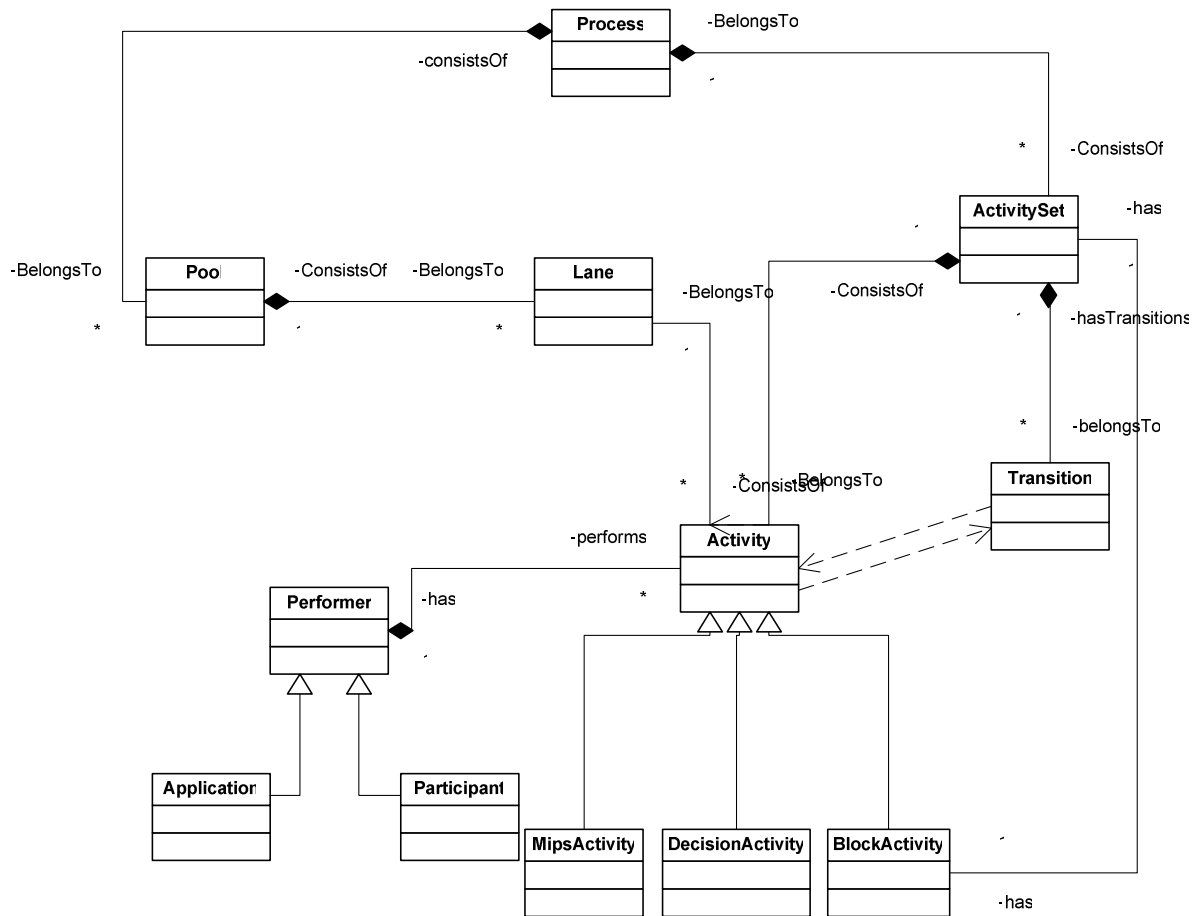 Process
-BelongsTo
-consistsOf
*
-ConsistsOf
ActivitySet
-has
-BelongsTo
Pool
-ConsistsOf
-BelongsTo
Lane
-BelongsTo
-ConsistsOf
-hasTransitions
*
*
*
-belongsTo
*
*
-ConsistsOf
-BelongsTo
Transition
-performs
Activity
*
-has
Performer
Application
Participant
MipsActivity
DecisionActivity
BlockActivity
-has